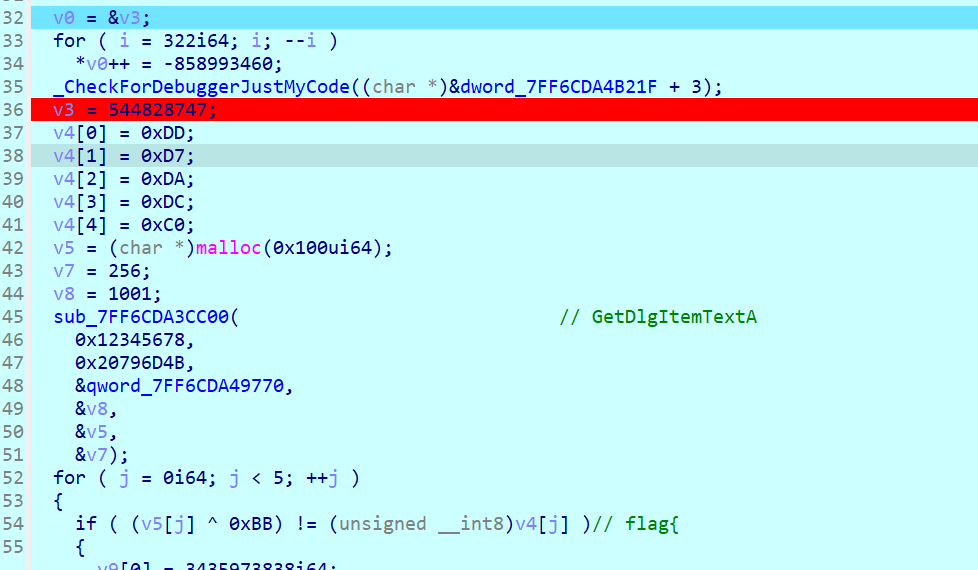 32 v0 = &v3;
33 for ( i = 322i64; i; --i )
34 *v0++ = -858993460;
35 _CheckForDebuggerJustMyCode((char *)&dword_7FF6CDA4B21F + 3);
36 v3 = 544828747;
37 v4[0] = 0xDD;
38 v4[1] = 0xD7;
39 v4[2] = 0xDA;
40 v4[3] = 0xDC;
41 v4[4] = 0xC0;
42 v5 = (char *)malloc(0x100ui64);
43 v7 = 256;
44 v8 = 1001;
45 sub_7FF6CDA3CC00( // GetDlgItemTextA
46 0x12345678,
47 0x20796D4B,
48 &qword_7FF6CDA49770,
49 &v8,
50 &v5,
51 &v7);
52 for ( j = 0i64; j < 5; ++j )
53 {
54 if ( (v5[j] ^ 0xBB) != (unsigned __int8)v4[j] )// flag{
55 {
v9[0] = 3435973838i64;